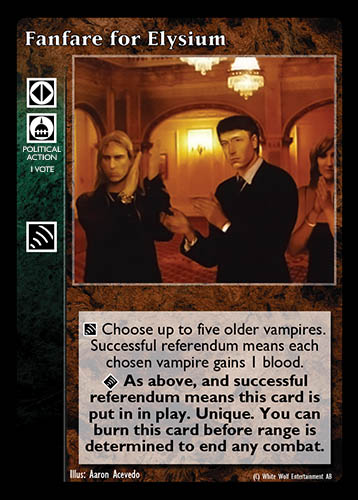 Fanfare for Elysium
POLITICAL
ACTION
1 VOTE
Choose up to five older vampires.
Successful referendum means each
chosen vampire gains 1 blood.
As above, and successful
referendum means this card is
put in in play. Unique. You can
burn this card before range is
determined to end any combat.
Illus: Aaron Acevedo
(C) White Wolf Entertainment AB